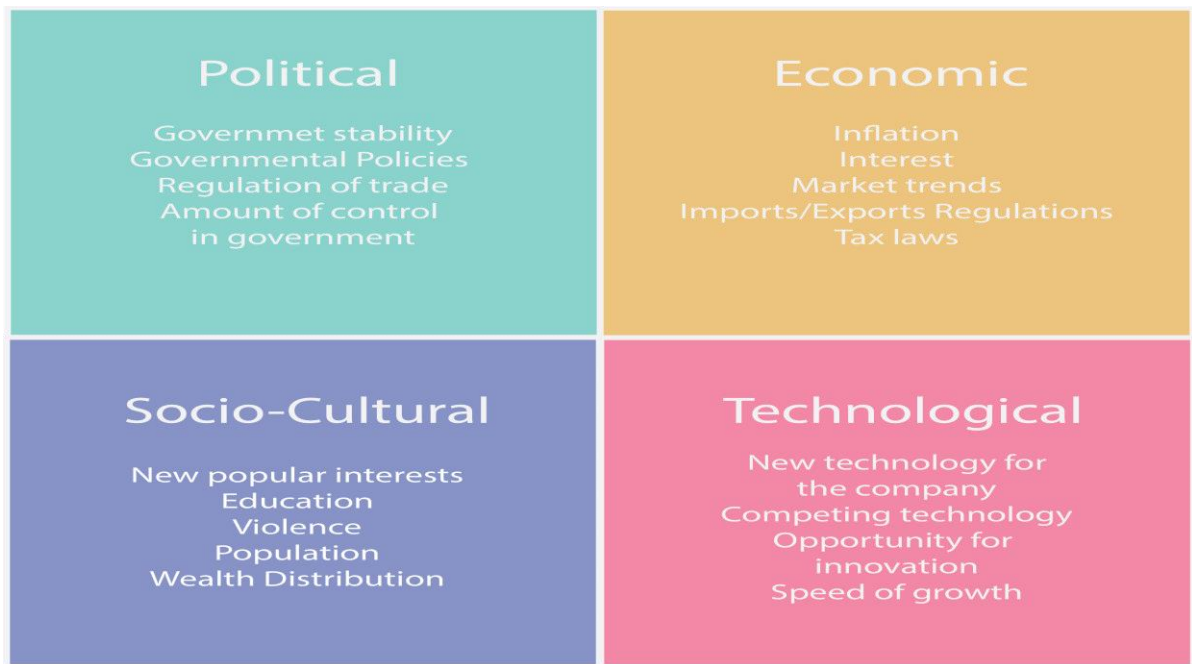 Political
Governmet stability
Governmental Policies
Regulation of trade
Amount of control
in government
Economic
Inflation
Interest
Market trends
Imports/Exports Regulations
Tax laws
Socio-Cultural
New popular interests
Education
Violence
Population
Wealth Distribution
Technological
New technology for
the company
Competing technology
Opportunity for
innovation
Speed of growth